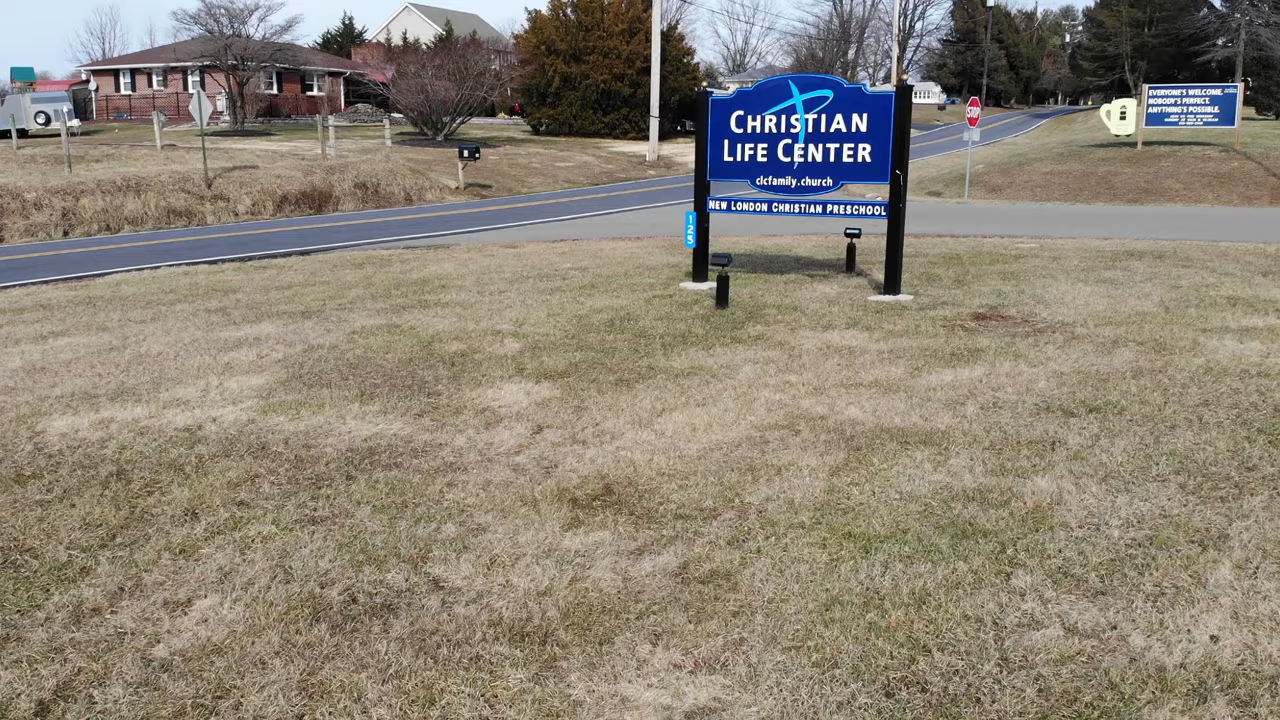 CHRISTIAN
LIFE CENTER
clcfamily.church
NEW LONDON CHRISTIAN PRESCHOOL
125
STOP
EVERYONE'S WELCOME.
NOBODY'S PERFECT.
ANYTHING'S POSSIBLE.